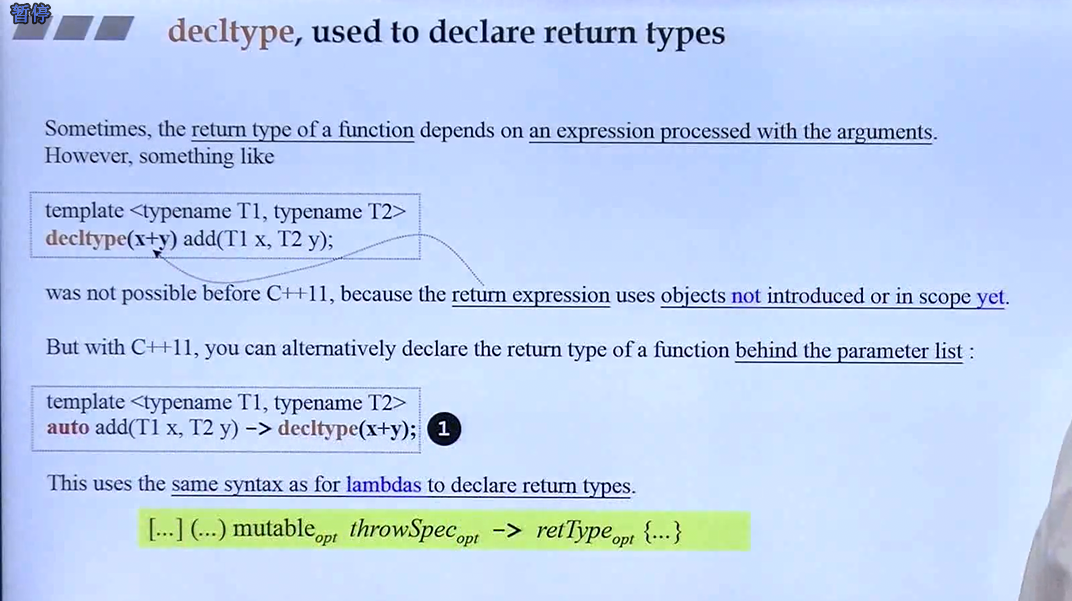 暂停
decltype, used to declare return types
Sometimes, the return type of a function depends on an expression processed with the arguments.
However, something like
template <typename T1, typename T2>
decltype(x+y) add(T1 x, T2 y);
was not possible before C++11, because the return expression uses objects not introduced or in scope yet.
But with C++11, you can alternatively declare the return type of a function behind the parameter list :
template <typename T1, typename T2>
auto add(T1 x, T2 y) -> decltype(x+y);
1
This uses the same syntax as for lambdas to declare return types.
[...] (...) mutable opt throwSpec opt -> retType opt {...}